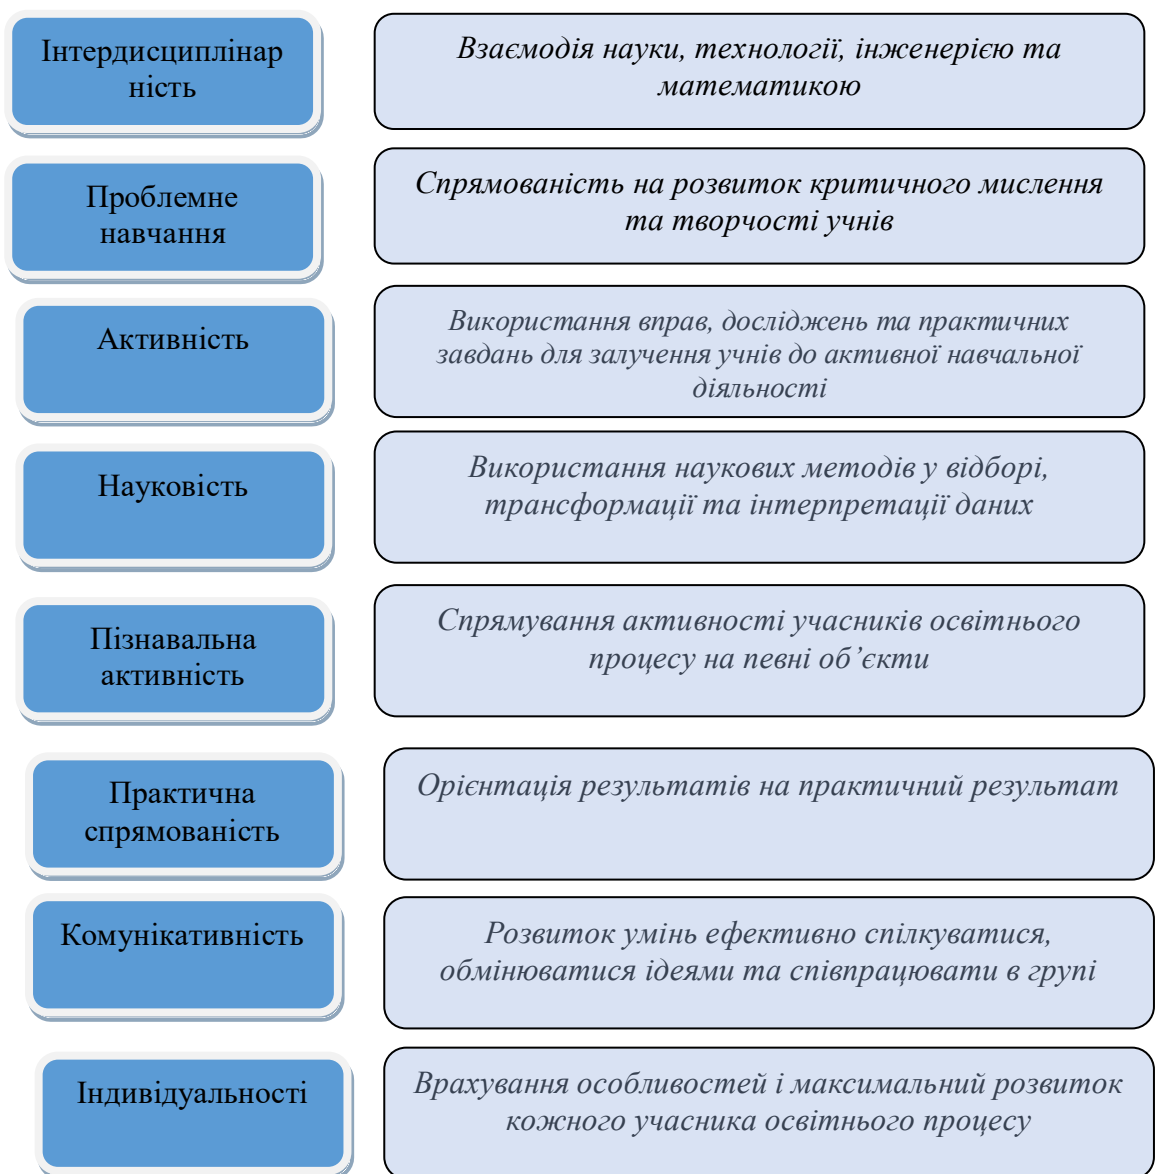 Інтердисциплінар
ність
Взаємодія науки, технології, інженерією та
математикою
Проблемне
навчання
Спрямованість на розвиток критичного мислення
та творчості учнів
Активність
Використання вправ, досліджень та практичних
завдань для залучення учнів до активної навчальної
діяльності
Науковість
Використання наукових методів у відборі,
трансформації та інтерпретації даних
Пізнавальна
активність
Спрямування активності учасників освітнього
процесу на певні об’єкти
Практична
спрямованість
Орієнтація результатів на практичний результат
Комунікативність
Розвиток умінь ефективно спілкуватися,
обмінюватися ідеями та співпрацювати в групі
Індивідуальності
Врахування особливостей і максимальний розвиток
кожного учасника освітнього процесу